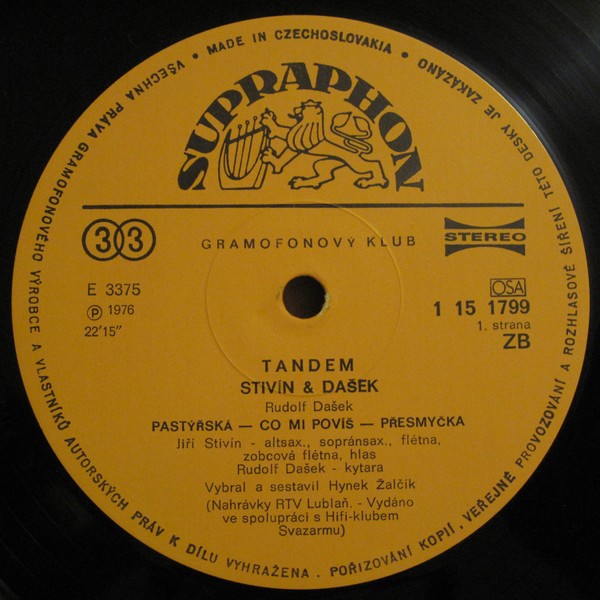 • MADE IN CZECHOSLOVAKIA •
VŠECHNA PRÁVA GRAMOFONOVÉHO VÝROBCE A VLASTNÍKŮ AUTORSKÝCH PRÁV K DÍLU VYHRAŽENA . POŘIZOVÁNÍ KOPIÍ , VEŘEJNÉ PROVOZOVÁNÍ A ROZHLASOVÉ ŠÍŘENÍ TÉTO DESKY JE ZAKÁZÁNO
SUPRAPHON
33
GRAMOFONOVÝ KLUB
STEREO
E 3375
Ⓟ 1976
22'15"
OSA
1 15 1799
1. strana
ZB
TANDEM
STIVÍN & DAŠEK
Rudolf Dašek
PASTÝŘSKÁ — CO MI POVÍŠ — PŘESMYČKA
Jiří Stivín - altsax., sopránsax., flétna,
zobcová flétna, hlas
Rudolf Dašek - kytara
Vybral a sestavil Hynek Žalčík
(Nahrávky RTV Lublaň. - Vydáno
ve spolupráci s Hifi-klubem
Svazarmu)